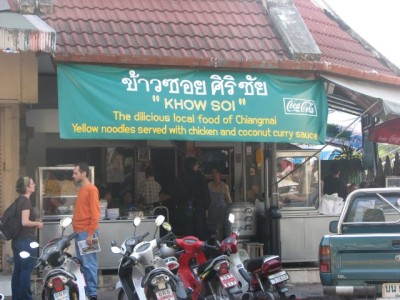 ข้าวซอย ศิริชัย
" KHOW SOI "
The dilicious local food of Chiangmai
Yellow noodles served with chicken and coconut curry sauce
Coca-Cola